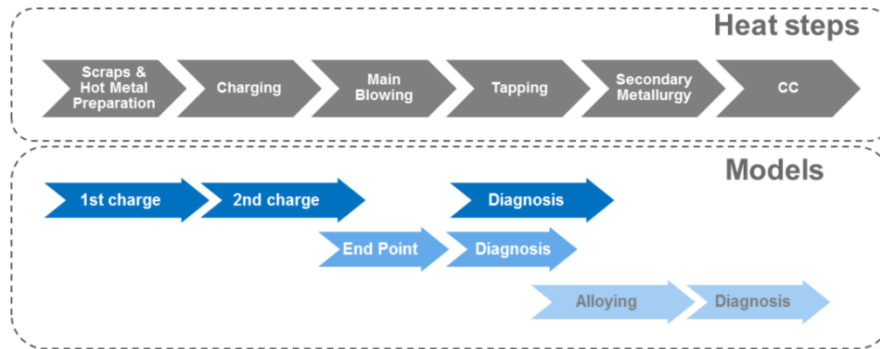 Heat steps
Scraps &
Hot Metal
Preparation
Charging
Main
Blowing
Tapping
Secondary
Metallurgy
CC
Models
1st charge
2nd charge
Diagnosis
End Point
Diagnosis
Alloying
Diagnosis